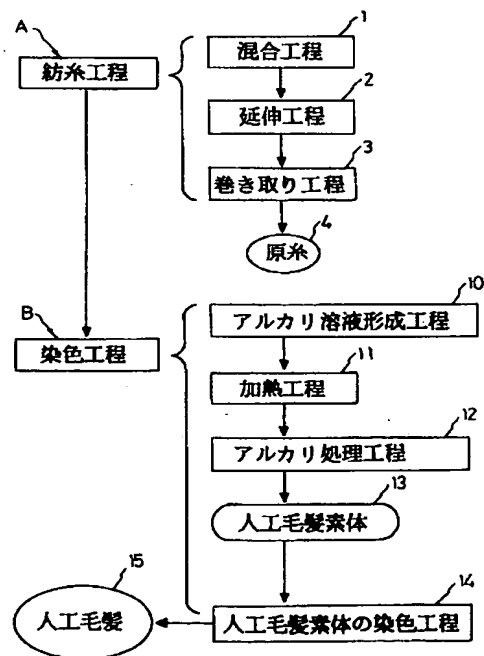 A
紡糸工程
1
混合工程
2
延伸工程
3
巻き取り工程
4
原糸
B
染色工程
10
アルカリ溶液形成工程
11
加熱工程
12
アルカリ処理工程
13
人工毛髪素体
14
人工毛髪素体の染色工程
15
人工毛髪